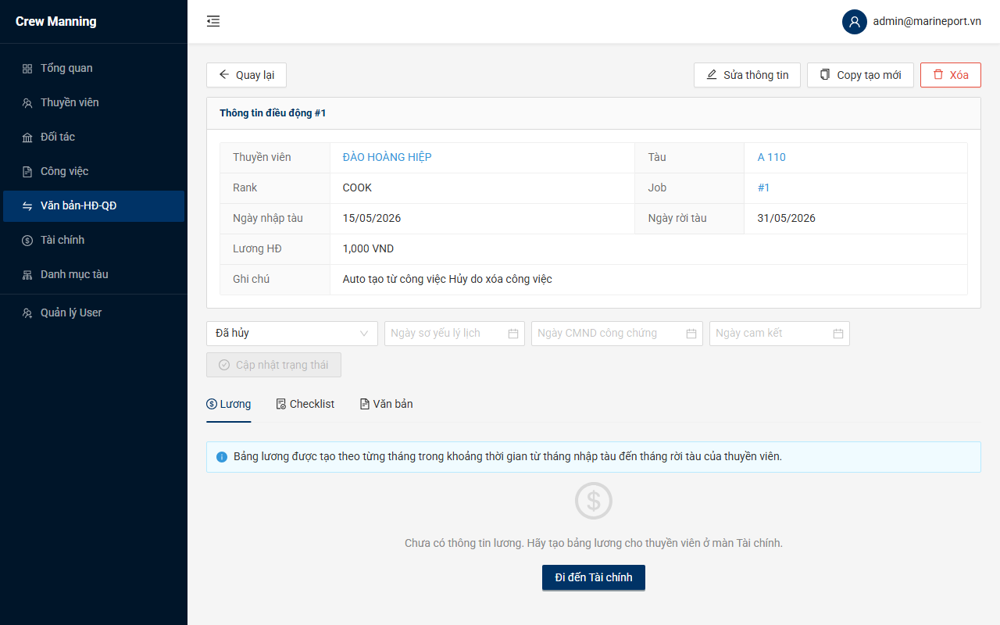 Crew Manning
admin@marineport.vn
Tổng quan
Thuyền viên
Đối tác
Công việc
Văn bản-HĐ-QĐ
Tài chính
Danh mục tàu
Quản lý User
Quay lại
Sửa thông tin
Copy tạo mới
Xóa
Thông tin điều động #1
Thuyền viên ĐÀO HOÀNG HIỆP Tàu A 110
Rank COOK Job #1
Ngày nhập tàu 15/05/2026 Ngày rời tàu 31/05/2026
Lương HĐ 1,000 VND
Ghi chú Auto tạo từ công việc Hủy do xóa công việc
Đã hủy Ngày sơ yếu lý lịch Ngày CMND công chứng Ngày cam kết
Cập nhật trạng thái
Lương Checklist Văn bản
Bảng lương được tạo theo từng tháng trong khoảng thời gian từ tháng nhập tàu đến tháng rời tàu của thuyền viên.
Chưa có thông tin lương. Hãy tạo bảng lương cho thuyền viên ở màn Tài chính.
Đi đến Tài chính